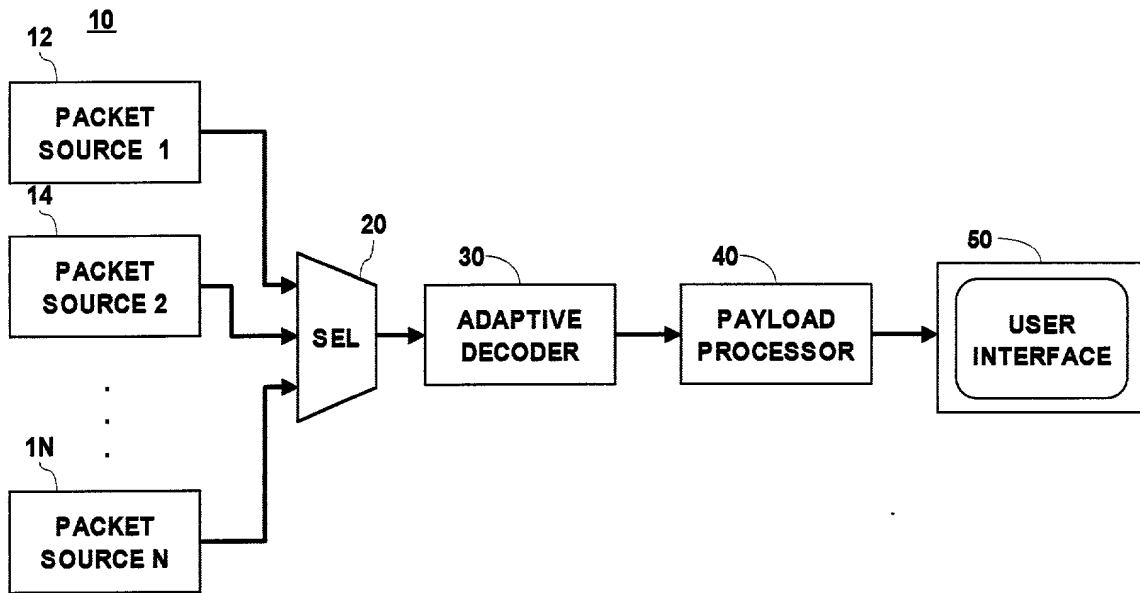 10
12
PACKET
SOURCE 1
14
PACKET
SOURCE 2
1N
PACKET
SOURCE N
20
SEL
30
ADAPTIVE
DECODER
40
PAYLOAD
PROCESSOR
50
USER
INTERFACE